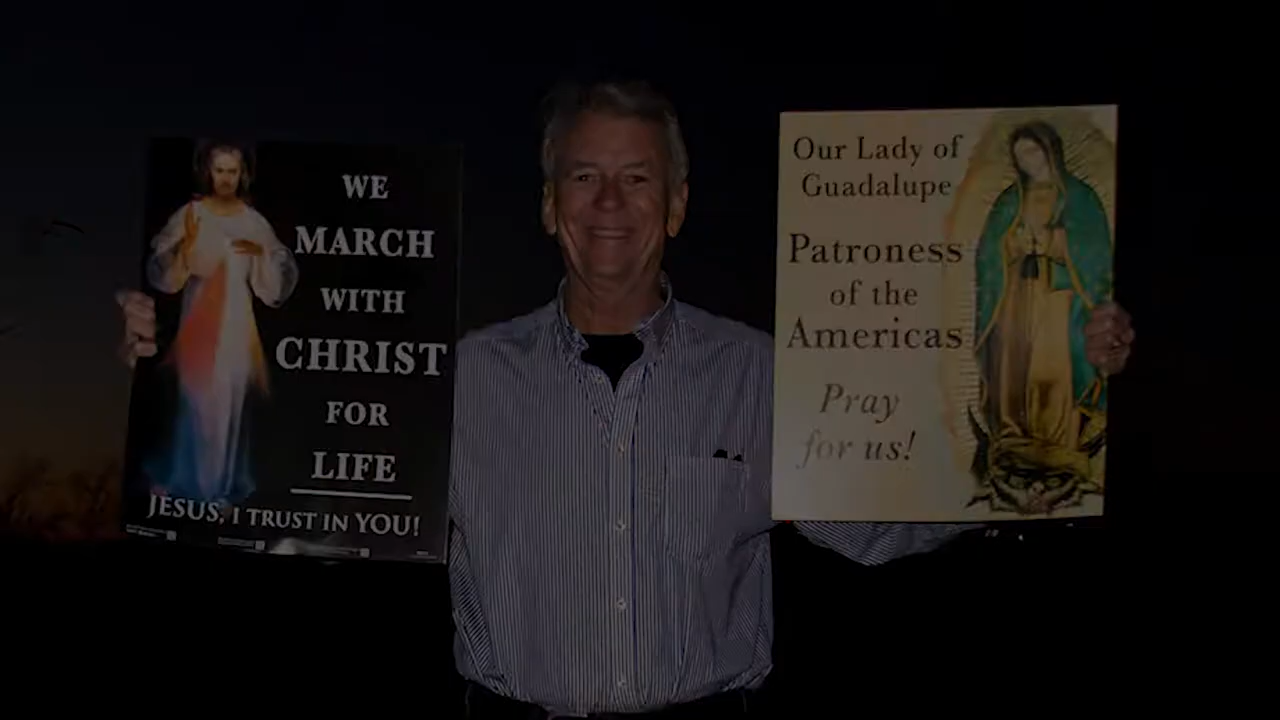 WE
MARCH
WITH
CHRIST
FOR
LIFE
JESUS, I TRUST IN YOU!
Our Lady of
Guadalupe
Patroness
of the
Americas
Pray
for us!